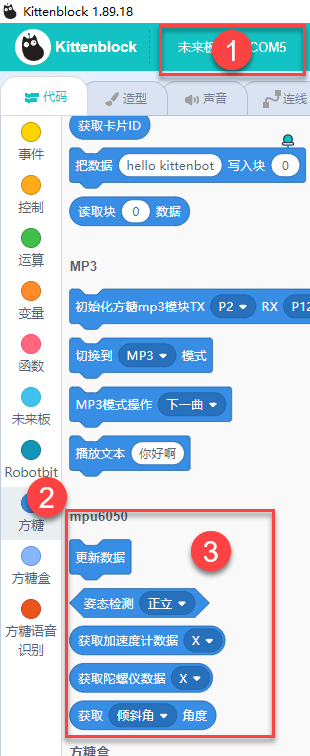 Kittenblock 1.89.18
Kittenblock
未来板
1
COM5
代码
造型
声音
连线
事件
控制
运算
变量
函数
未来板
Robotbit
2
方糖
方糖盒
方糖语音
识别
获取卡片ID
把数据 hello kittenbot 写入块 0
读取块 0 数据
MP3
初始化方糖mp3模块TX P2 RX P12
切换到 MP3 模式
MP3模式操作 下一曲
播放文本 你好啊
mpu6050
3
更新数据
姿态检测 正立
获取加速度计数据 X
获取陀螺仪数据 X
获取 倾斜角 角度
方糖盒